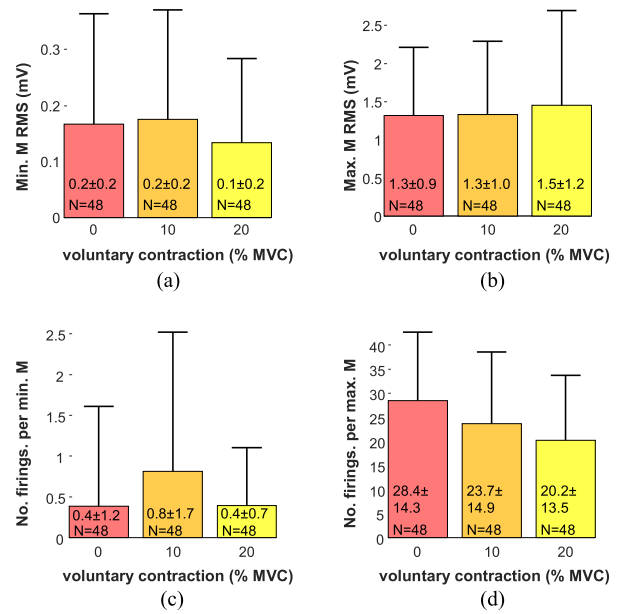 Min. M RMS (mV)
0.3
0.2
0.1
0
0.2±0.2
N=48
0.2±0.2
N=48
0.1±0.2
N=48
0 10 20
voluntary contraction (% MVC)
(a)
Max. M RMS (mV)
2.5
2
1.5
1
0.5
0
1.3±0.9
N=48
1.3±1.0
N=48
1.5±1.2
N=48
0 10 20
voluntary contraction (% MVC)
(b)
No. firings. per min. M
2.5
2
1.5
1
0.5
0
0.4±1.2
N=48
0.8±1.7
N=48
0.4±0.7
N=48
0 10 20
voluntary contraction (% MVC)
(c)
No. firings. per max. M
40
35
30
25
20
15
10
5
0
28.4±
14.3
N=48
23.7±
14.9
N=48
20.2±
13.5
N=48
0 10 20
voluntary contraction (% MVC)
(d)